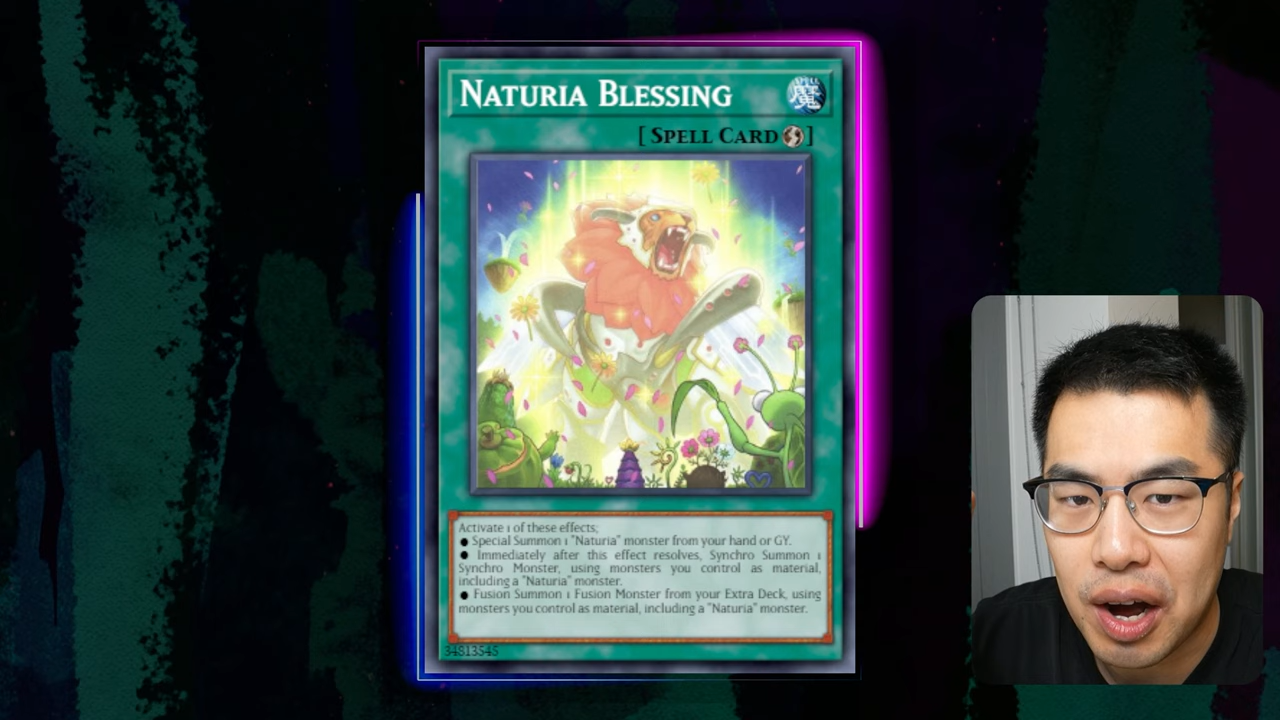 NATURIA BLESSING
魔
[ SPELL CARD ]
Activate 1 of these effects;
● Special Summon 1 "Naturia" monster from your hand or GY.
● Immediately after this effect resolves, Synchro Summon 1
Synchro Monster, using monsters you control as material,
including a "Naturia" monster.
● Fusion Summon 1 Fusion Monster from your Extra Deck, using
monsters you control as material, including a "Naturia" monster.
34813545